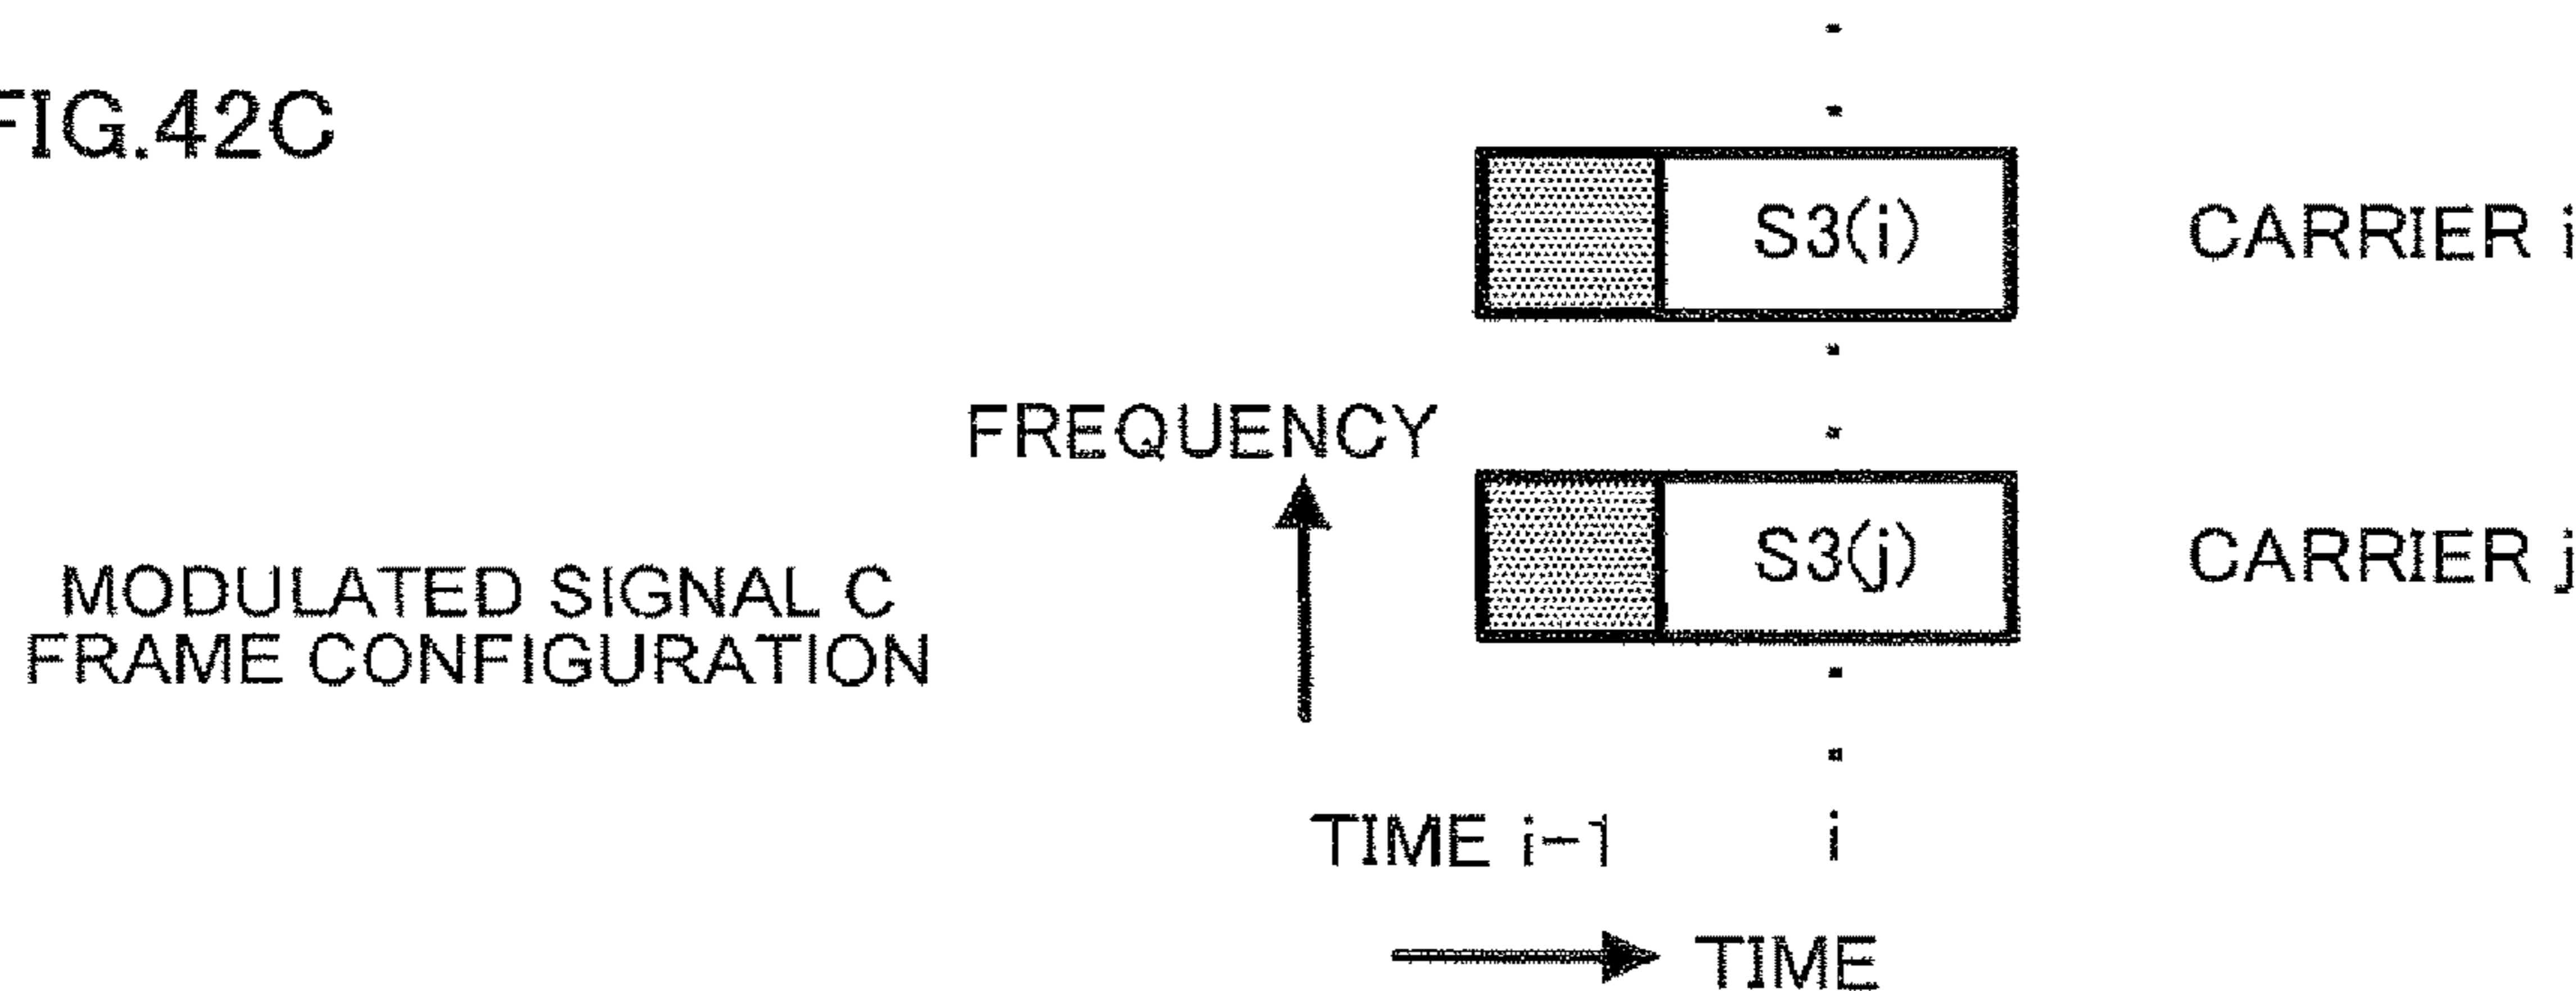 FIG.42C
S3(i)
CARRIER i
FREQUENCY
S3(j)
CARRIER j
MODULATED SIGNAL C
FRAME CONFIGURATION
TIME i-1
i
TIME